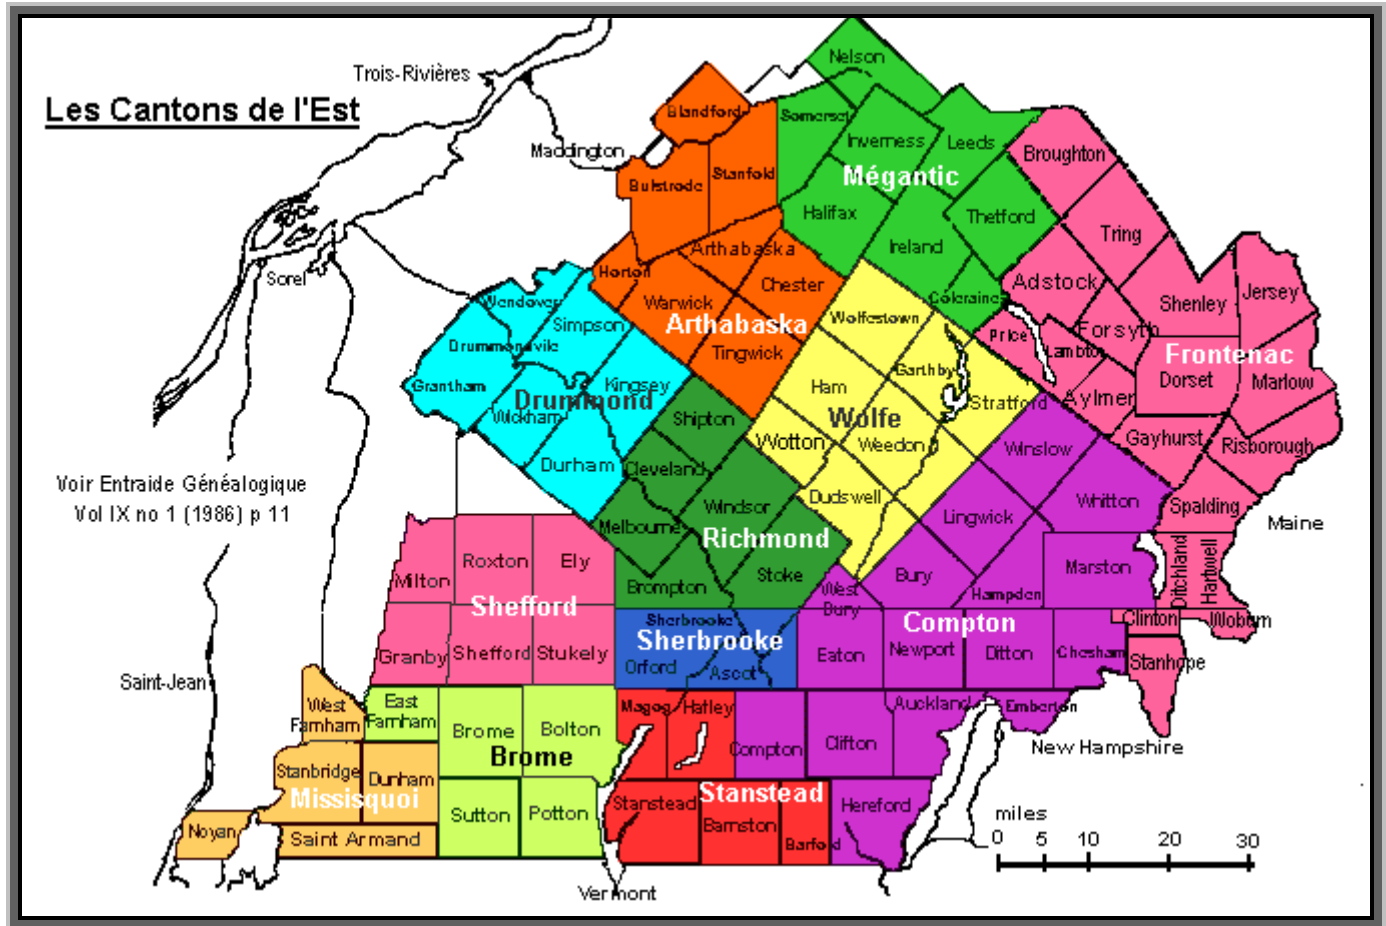 Les Cantons de l'Est
Trois-Rivières
Maddington
Sorel
Voir Entraide Généalogique
Vol IX no 1 (1986) p 11
Saint-Jean
Nelson
Somerset
Inverness
Leeds
Mégantic
Halifax
Ireland
Thetford
Coleraine
Blandford
Bulstrode
Stanfold
Arthabaska
Horton
Warwick
Chester
Arthabaska
Tingwick
Broughton
Tring
Adstock
Shenley
Jersey
Price
Forsyth
Lambton
Frontenac
Dorset
Marlow
Aylmer
Gayhurst
Risborough
Spalding
Ditchland
Hartwell
Clinton
Woburn
Stanhope
Maine
Wendover
Simpson
Drummondvile
Grantham
Kingsey
Drummond
Wickham
Durham
Wolfestown
Garthby
Ham
Stratford
Wolfe
Wotton
Weedon
Dudswell
Shipton
Cleveland
Windsor
Melbourne
Richmond
Brompton
Stoke
Winslow
Whitton
Lingwick
Marston
Bury
Hampden
West
Bury
Compton
Eaton
Newport
Ditton
Chesham
Auckland
Emberton
Compton
Clifton
Hereford
New Hampshire
Roxton
Ely
Milton
Shefford
Granby
Shefford
Stukely
Sherbrooke
Sherbrooke
Orford
Ascot
West
Farnham
East
Farnham
Brome
Bolton
Brome
Sutton
Potton
Stanbridge
Dunham
Missisquoi
Noyan
Saint Armand
Magog
Hatley
Stanstead
Stanstead
Barnston
Barford
Vermont
miles
0 5 10 20 30